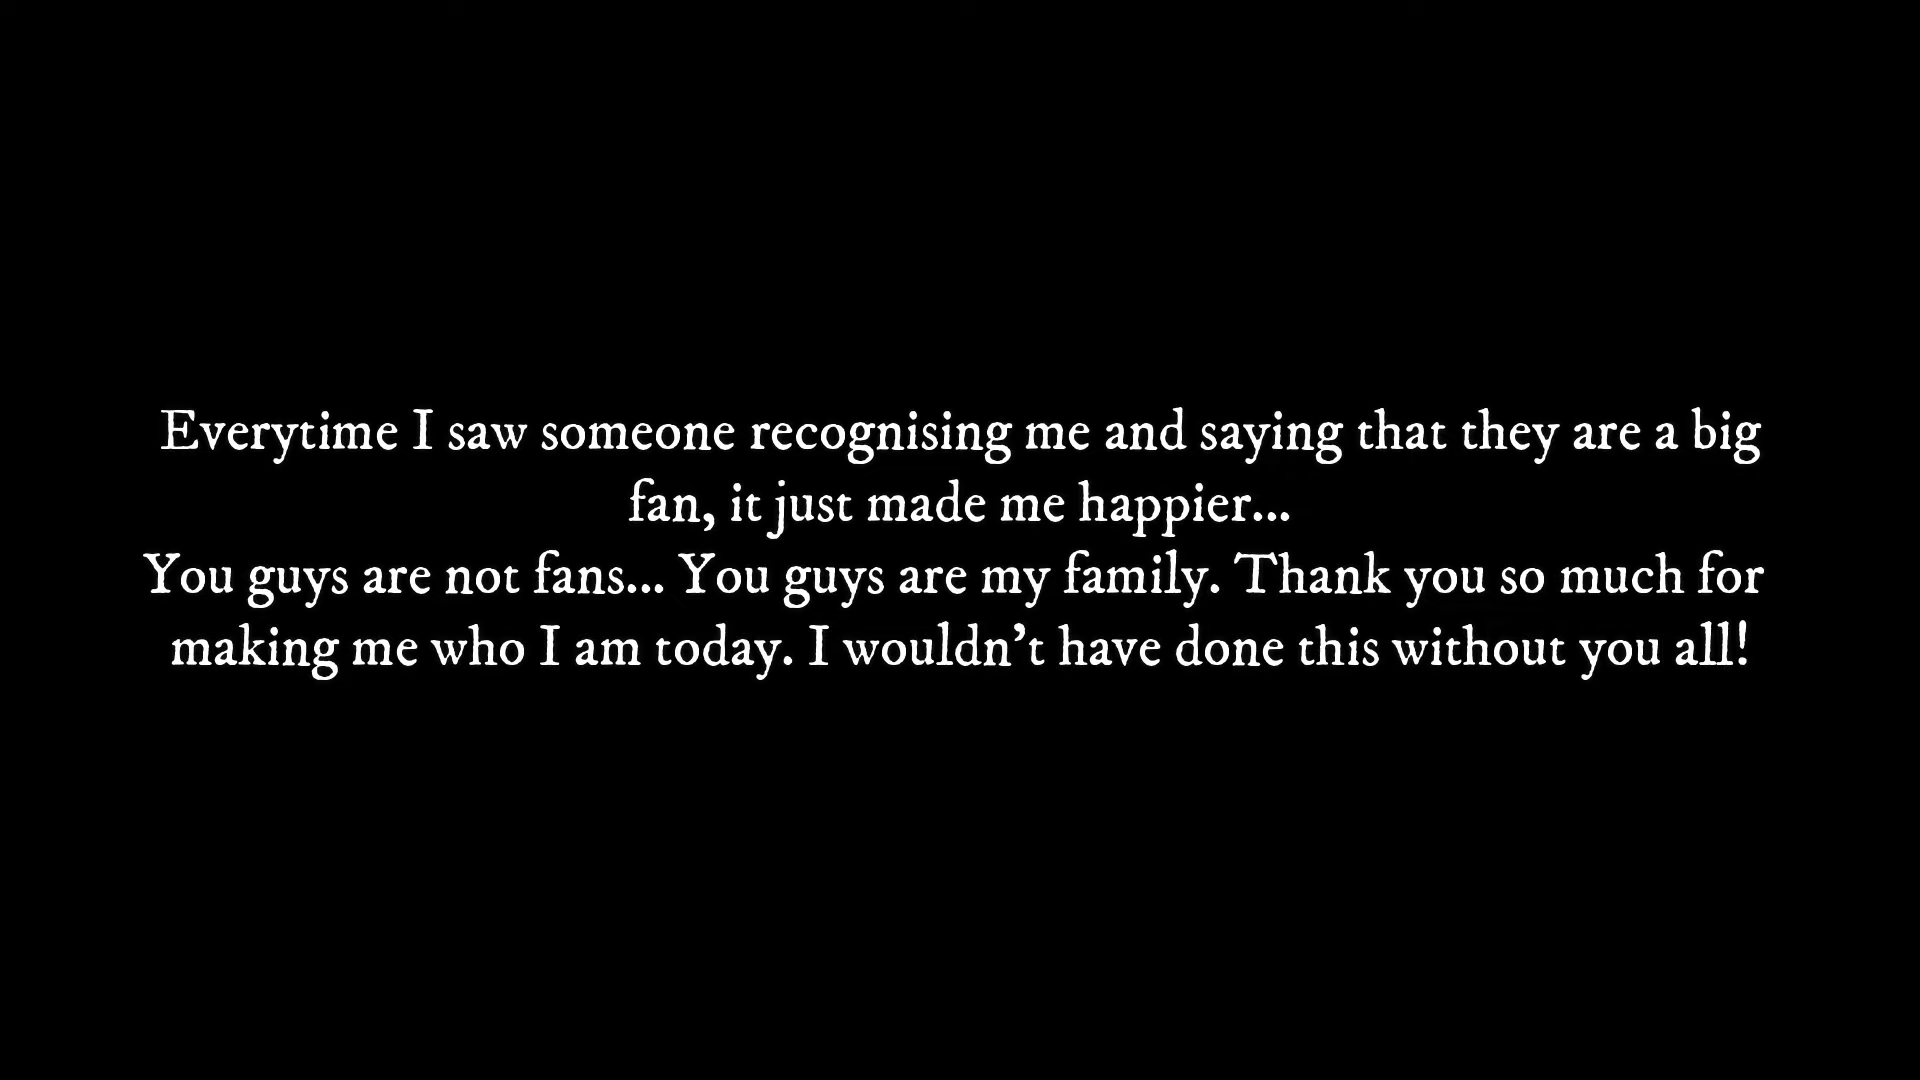 Everytime I saw someone recognising me and saying that they are a big
fan, it just made me happier...
You guys are not fans... You guys are my family. Thank you so much for
making me who I am today. I wouldn't have done this without you all!